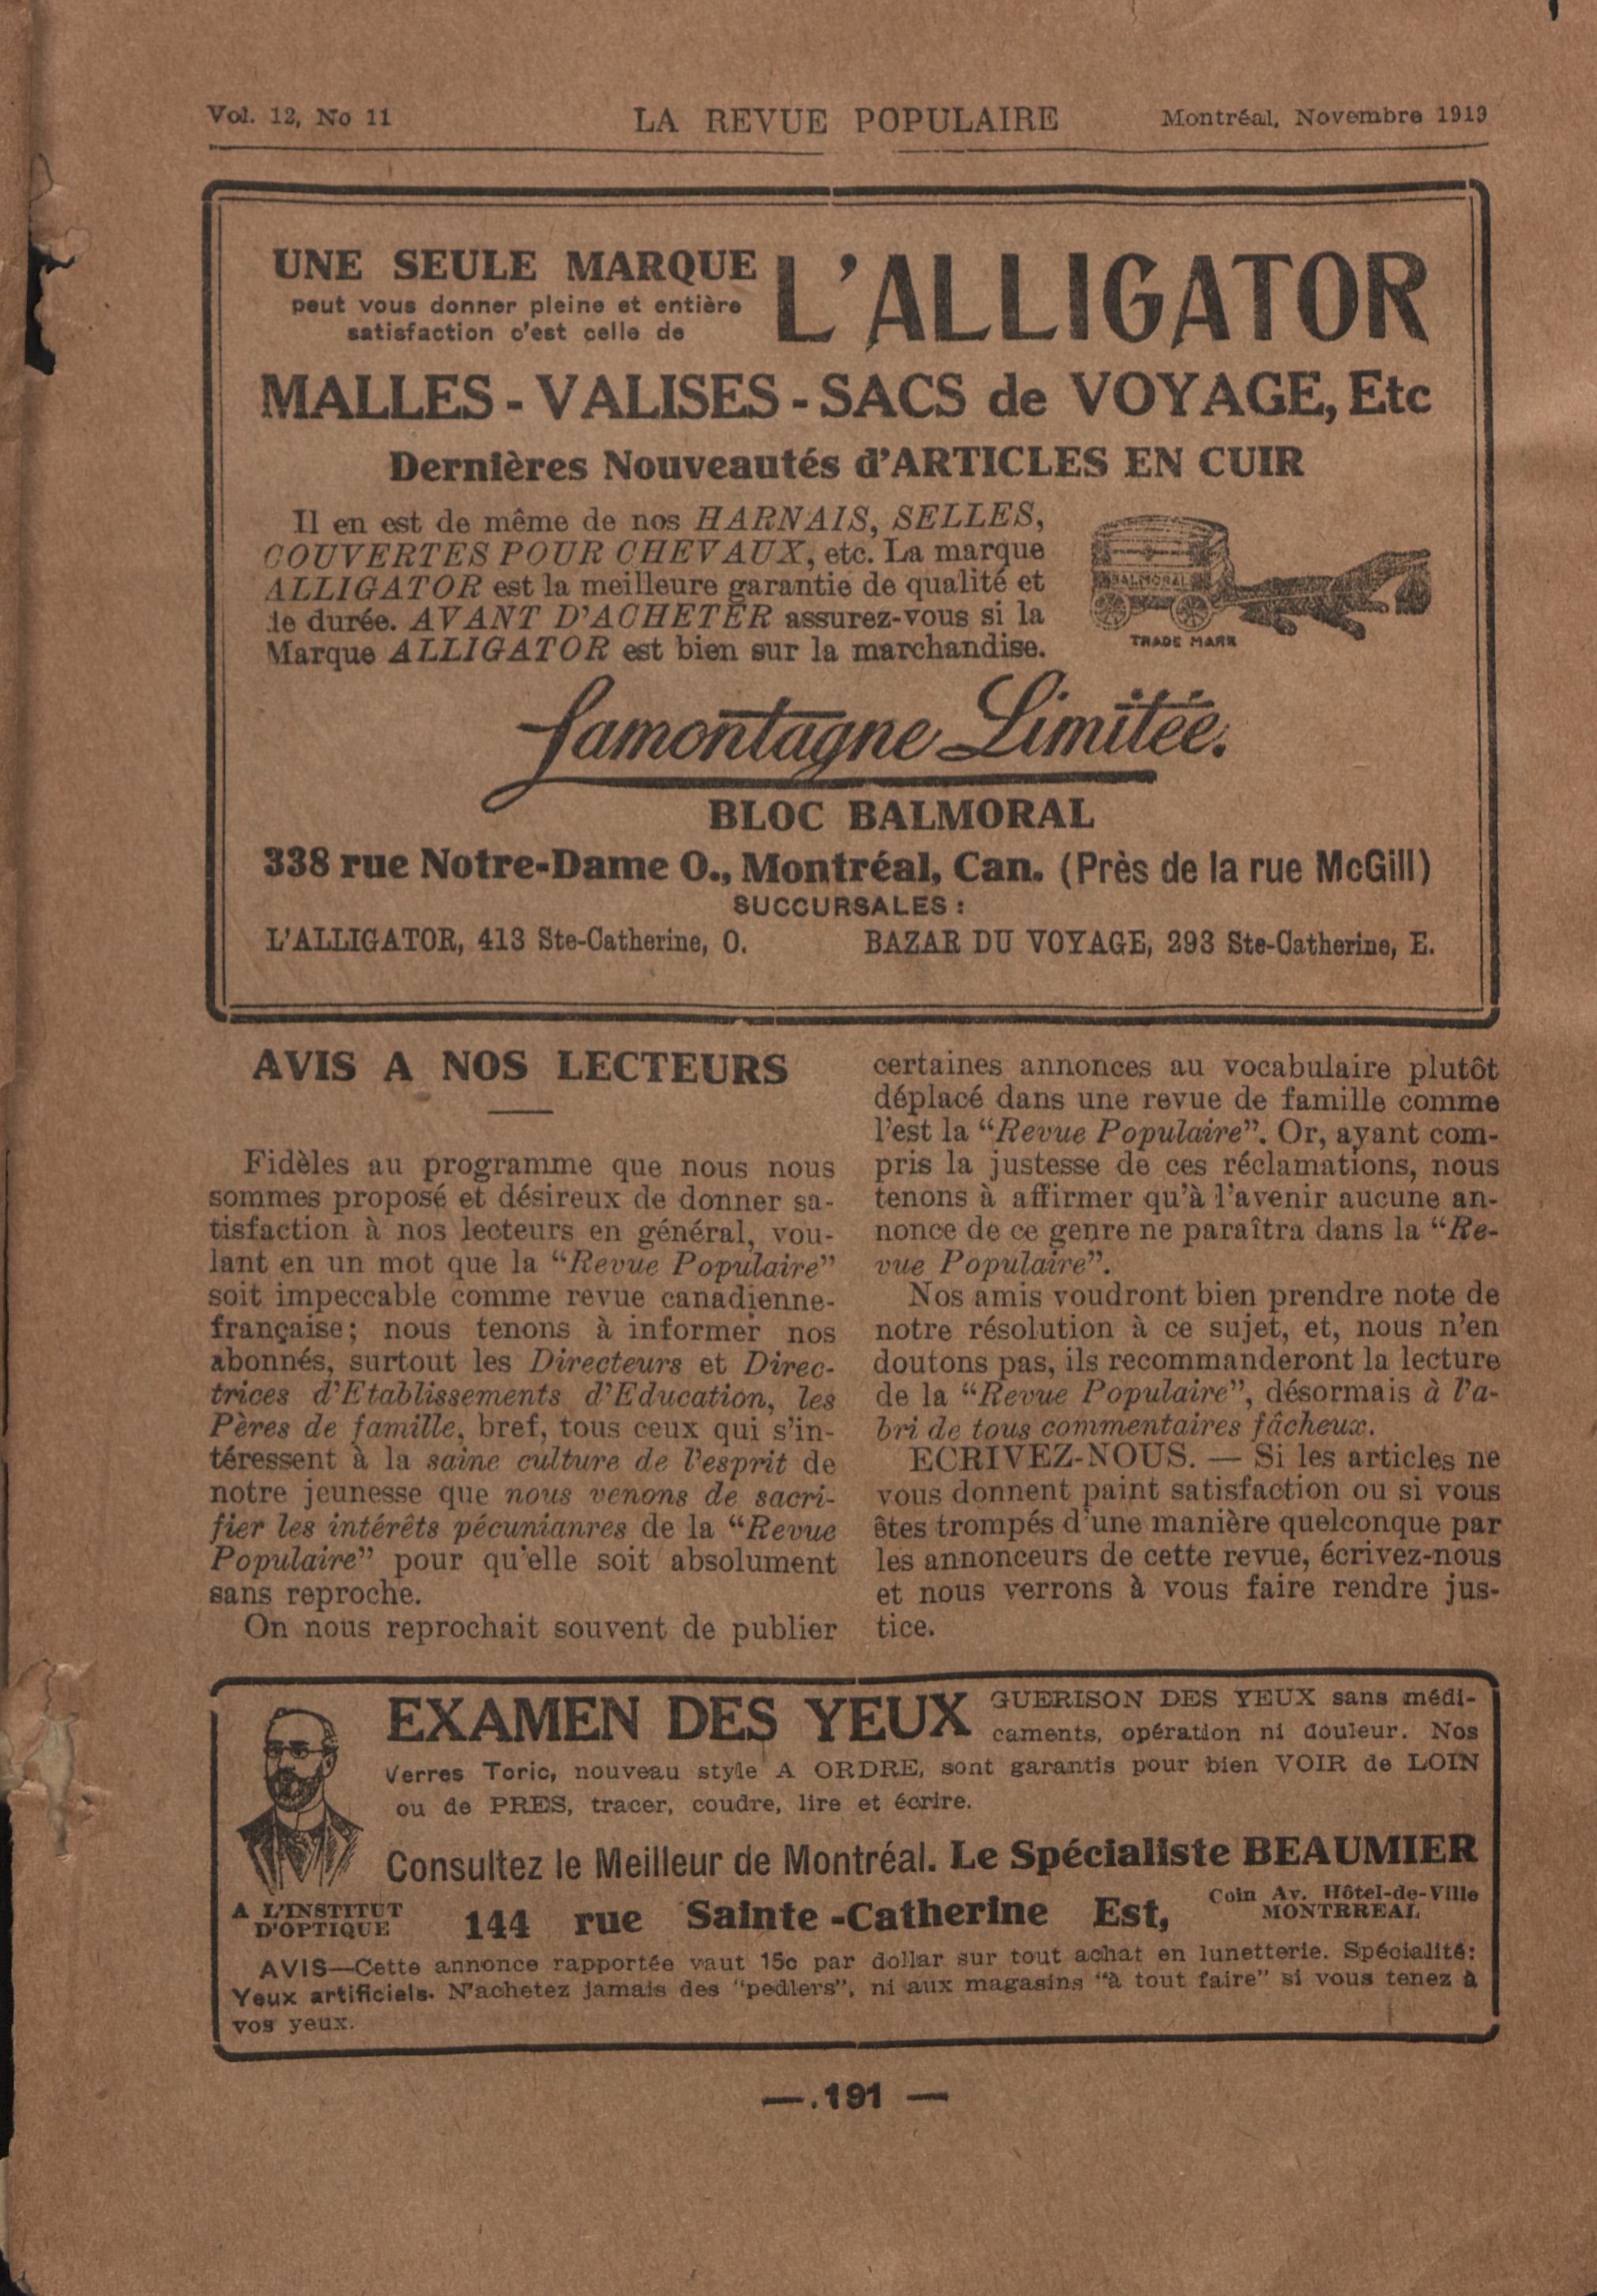 Vol. 12, No 11 LA REVUE POPULAIRE Montréal, Novembre 1919
UNE SEULE MARQUE
peut vous donner pleine et entière
satisfaction c'est celle de
L'ALLIGATOR
MALLES - VALISES - SACS de VOYAGE, Etc
Dernières Nouveautés d'ARTICLES EN CUIR
Il en est de même de nos HARNAIS, SELLES,
COUVERTES POUR CHEVAUX, etc. La marque
ALLIGATOR est la meilleure garantie de qualité et
de durée. AVANT D'ACHETER assurez-vous si la
Marque ALLIGATOR est bien sur la marchandise.
BALMORAL
TRADE MARK
Lamontagne Limitée.
BLOC BALMORAL
338 rue Notre-Dame O., Montréal, Can. (Près de la rue McGill)
SUCCURSALES :
L'ALLIGATOR, 413 Ste-Catherine, O. BAZAR DU VOYAGE, 293 Ste-Catherine, E.
AVIS A NOS LECTEURS
Fidèles au programme que nous nous
sommes proposé et désireux de donner sa-
tisfaction à nos lecteurs en général, vou-
lant en un mot que la "Revue Populaire"
soit impeccable comme revue canadienne-
française; nous tenons à informer nos
abonnés, surtout les Directeurs et Direc-
trices d'Etablissements d'Education, les
Pères de famille, bref, tous ceux qui s'in-
téressent à la saine culture de l'esprit de
notre jeunesse que nous venons de sacri-
fier les intérêts pécunianres de la "Revue
Populaire" pour qu'elle soit absolument
sans reproche.
On nous reprochait souvent de publier
certaines annonces au vocabulaire plutôt
déplacé dans une revue de famille comme
l'est la "Revue Populaire". Or, ayant com-
pris la justesse de ces réclamations, nous
tenons à affirmer qu'à l'avenir aucune an-
nonce de ce genre ne paraîtra dans la "Re-
vue Populaire".
Nos amis voudront bien prendre note de
notre résolution à ce sujet, et, nous n'en
doutons pas, ils recommanderont la lecture
de la "Revue Populaire", désormais à l'a-
bri de tous commentaires fâcheux.
ECRIVEZ-NOUS. — Si les articles ne
vous donnent paint satisfaction ou si vous
êtes trompés d'une manière quelconque par
les annonceurs de cette revue, écrivez-nous
et nous verrons à vous faire rendre jus-
tice.
EXAMEN DES YEUX GUERISON DES YEUX sans médi-
caments, opération ni douleur. Nos
Verres Toric, nouveau style A ORDRE, sont garantis pour bien VOIR de LOIN
ou de PRES, tracer, coudre, lire et écrire.
Consultez le Meilleur de Montréal. Le Spécialiste BEAUMIER
A L'INSTITUT
D'OPTIQUE
144 rue Sainte-Catherine Est,
Coin Av. Hôtel-de-Ville
MONTRREAL
AVIS—Cette annonce rapportée vaut 15c par dollar sur tout achat en lunetterie. Spécialité:
Yeux artificiels. N'achetez jamais des "pedlers", ni aux magasins "à tout faire" si vous tenez à
vos yeux.
—. 191 —